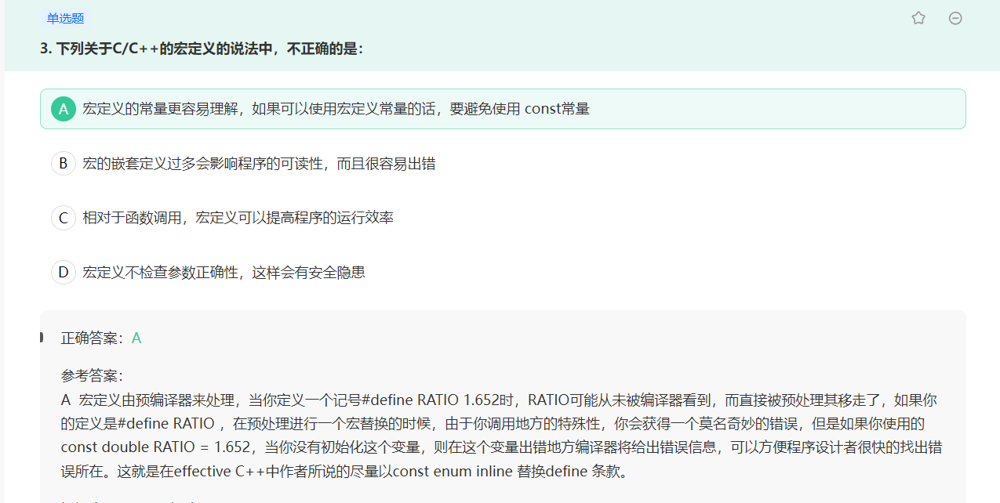 单选题
3. 下列关于C/C++的宏定义的说法中，不正确的是：
A 宏定义的常量更容易理解，如果可以使用宏定义常量的话，要避免使用 const常量
B 宏的嵌套定义过多会影响程序的可读性，而且很容易出错
C 相对于函数调用，宏定义可以提高程序的运行效率
D 宏定义不检查参数正确性，这样会有安全隐患
正确答案：A
参考答案：
A 宏定义由预编译器来处理，当你定义一个记号#define RATIO 1.652时，RATIO可能从未被编译器看到，而直接被预处理其移走了，如果你
的定义是#define RATIO ，在预处理进行一个宏替换的时候，由于你调用地方的特殊性，你会获得一个莫名奇妙的错误，但是如果你使用的
const double RATIO = 1.652，当你没有初始化这个变量，则在这个变量出错地方编译器将给出错误信息，可以方便程序设计者很快的找出错
误所在。这就是在effective C++中作者所说的尽量以const enum inline 替换define 条款。